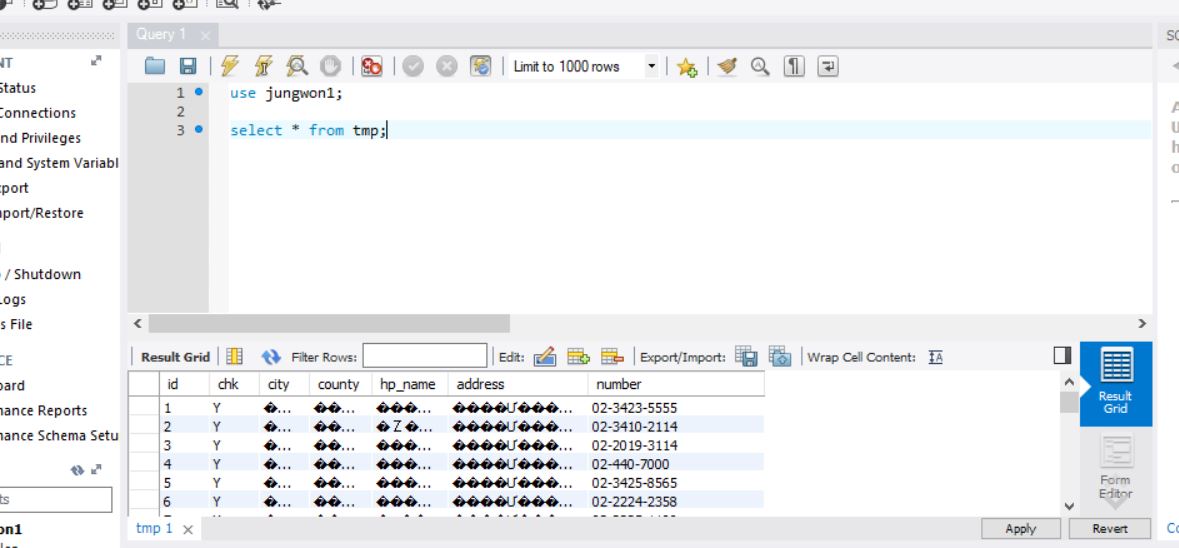 Query 1
NT
Status
Connections
nd Privileges
and System Variabl
port
port/Restore
/ Shutdown
Logs
s File
CE
oard
nance Reports
mance Schema Setu
ts
on1
Limit to 1000 rows
1 use jungwon1;
2
3 select * from tmp;
Result Grid Filter Rows: Edit: Export/Import: Wrap Cell Content: IA
id chk city county hp_name address number
1 Y �... ��... ���... ����Մ���... 02-3423-5555
2 Y �... ��... �Z�... ����Մ���... 02-3410-2114
3 Y �... ��... ���... ����Մ���... 02-2019-3114
4 Y �... ��... ���... ����Մ���... 02-440-7000
5 Y �... ��... ���... ����Մ���... 02-3425-8565
6 Y �... ��... ���... ����Մ���... 02-2224-2358
Result
Grid
Form
Editor
tmp 1
Apply Revert